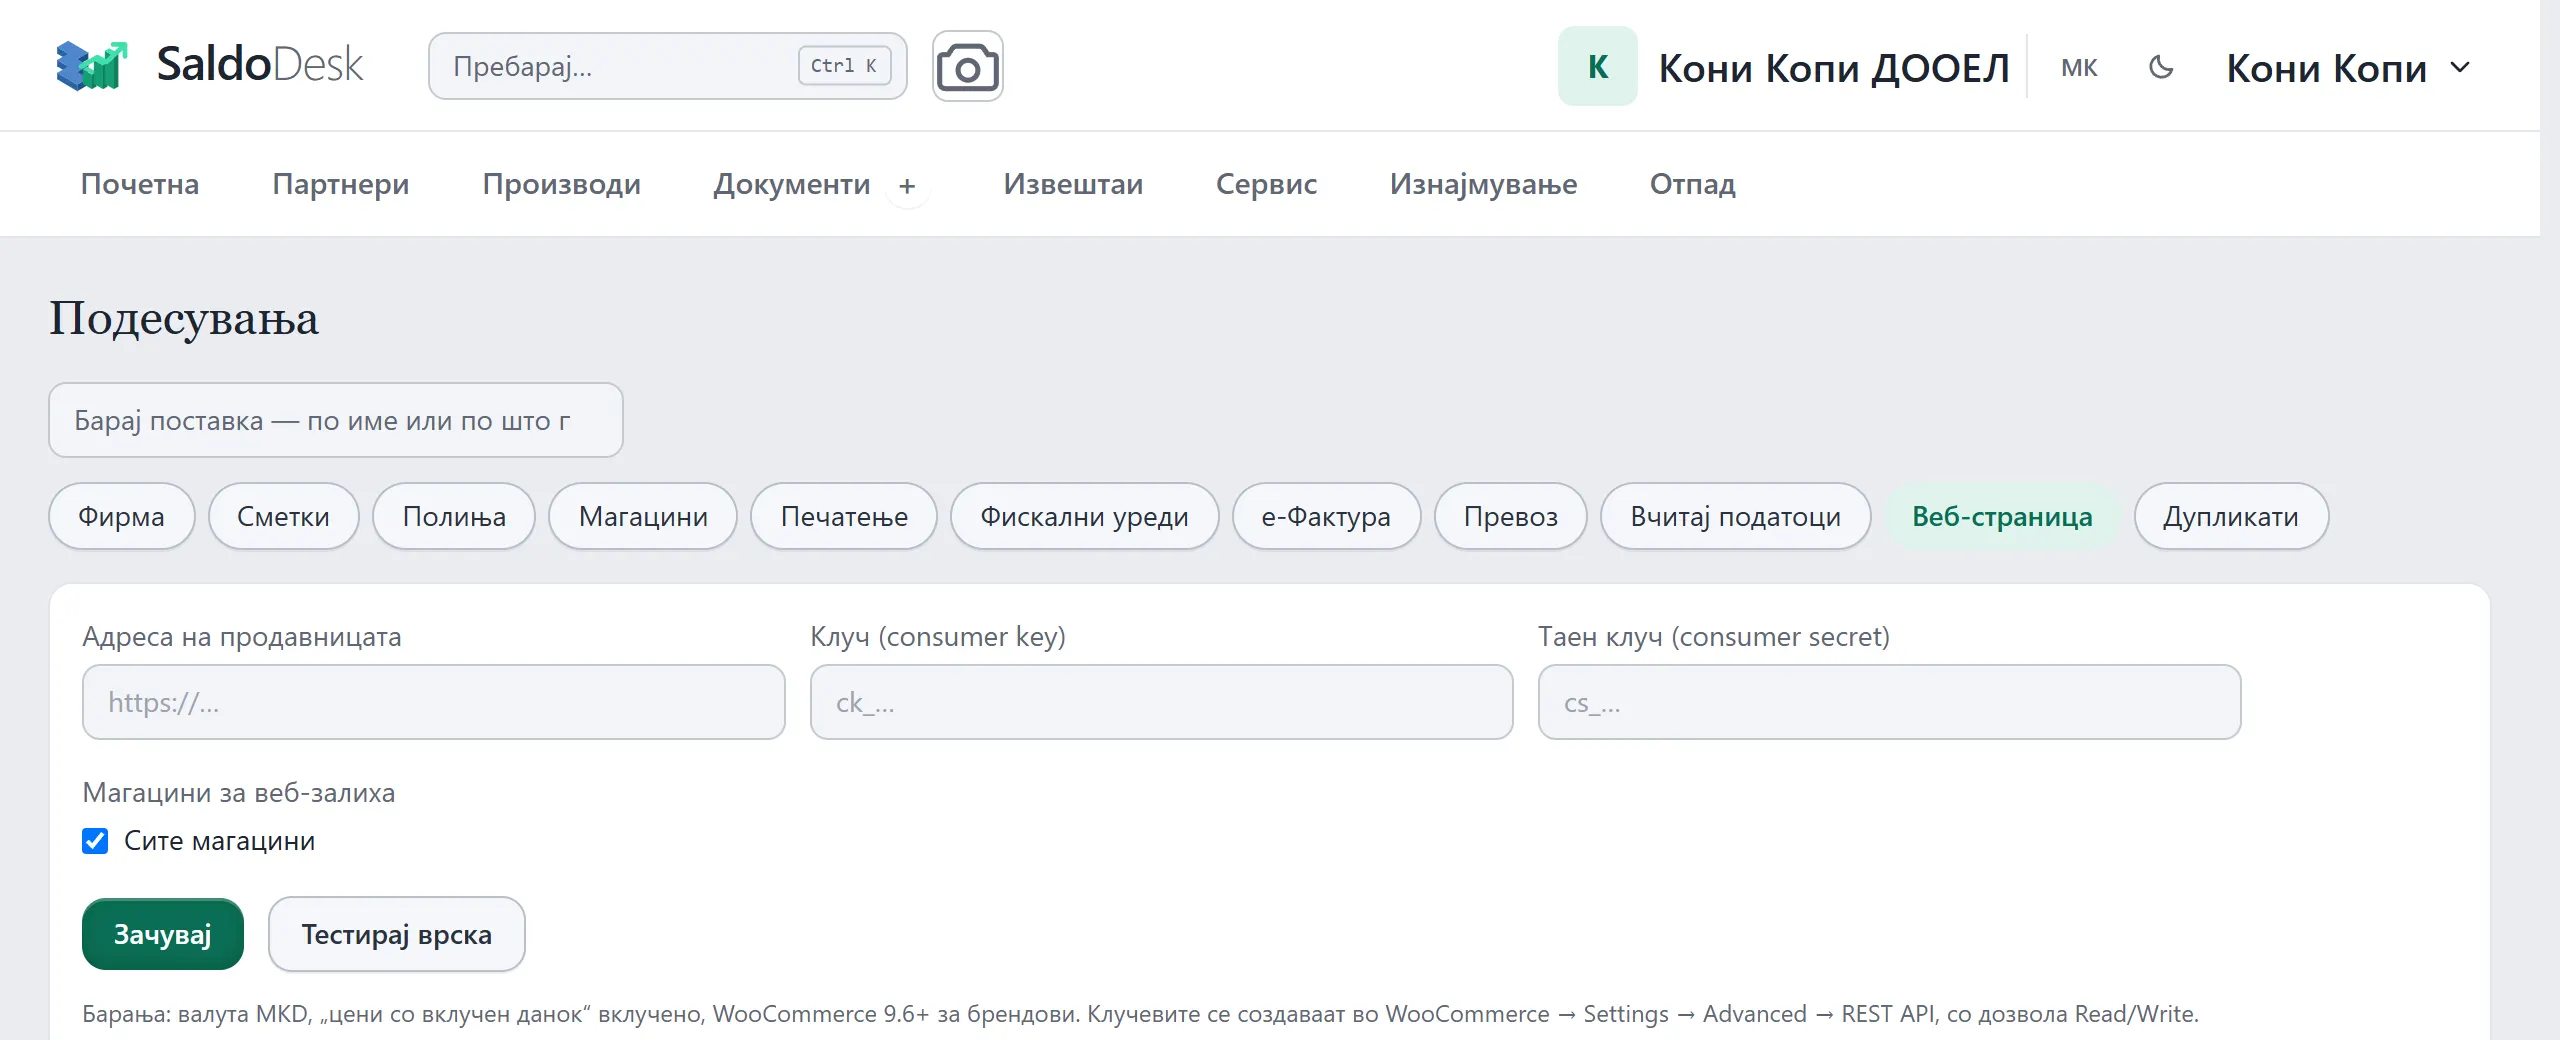 SaldoDesk
Пребарај... Ctrl K
K Кони Копи ДООЕЛ МК Кони Копи
Почетна Партнери Производи Документи + Извештаи Сервис Изнајмување Отпад
Подесувања
Барај поставка — по име или по што г
Фирма Сметки Полиња Магацини Печатење Фискални уреди е-Фактура Превоз Вчитај податоци Веб-страница Дупликати
Адреса на продавницата Клуч (consumer key) Таен клуч (consumer secret)
https://... ck_... cs_...
Магацини за веб-залиха
Сите магацини
Зачувај Тестирај врска
Барања: валута MKD, „цени со вклучен данок“ вклучено, WooCommerce 9.6+ за брендови. Клучевите се создаваат во WooCommerce → Settings → Advanced → REST API, со дозвола Read/Write.